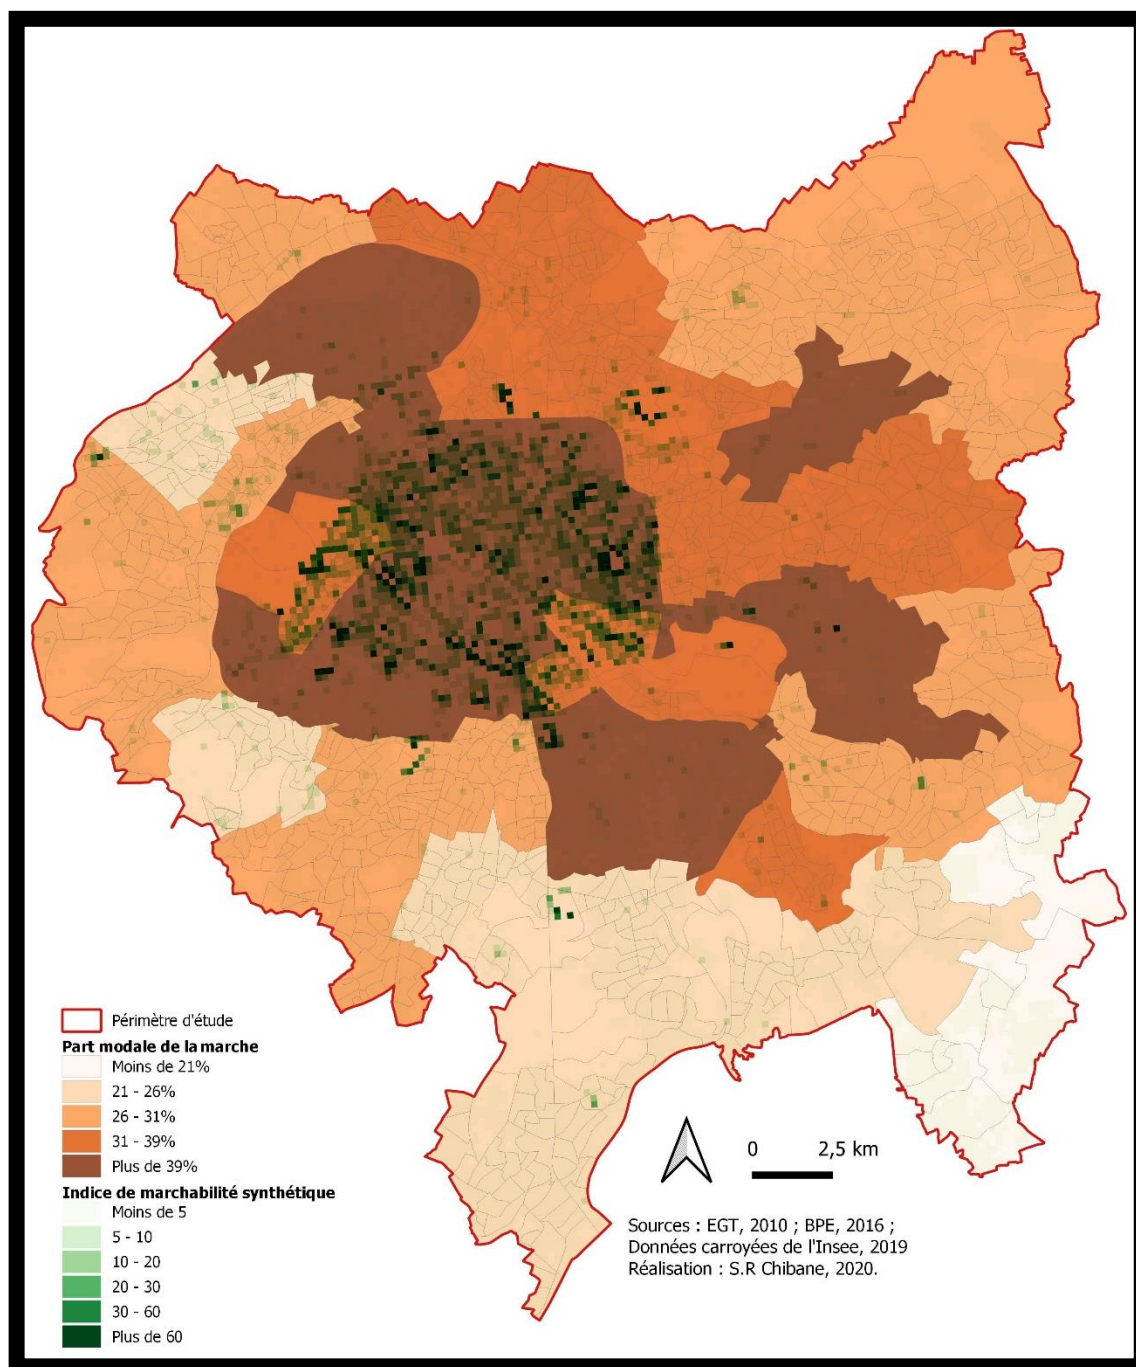 Périmètre d'étude
Part modale de la marche
Moins de 21%
21 - 26%
26 - 31%
31 - 39%
Plus de 39%
Indice de marchabilité synthétique
Moins de 5
5 - 10
10 - 20
20 - 30
30 - 60
Plus de 60
0 2,5 km
Sources : EGT, 2010 ; BPE, 2016 ;
Données carroyées de l'Insee, 2019
Réalisation : S.R Chibane, 2020.